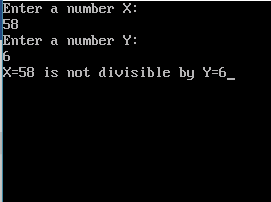 Enter a number X:
58
Enter a number Y:
6
X=58 is not divisible by Y=6_